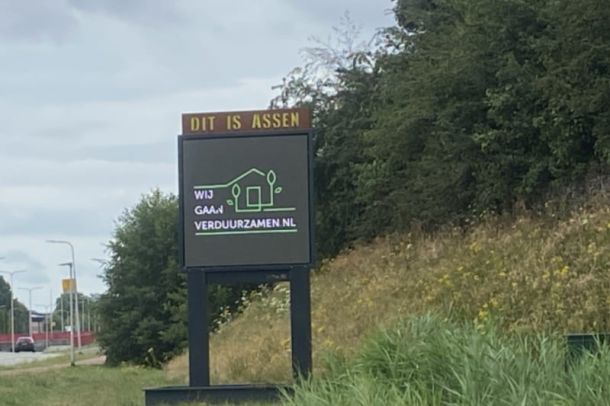 DIT IS ASSEN
WIJ
GAAN
VERDUURZAMEN.NL